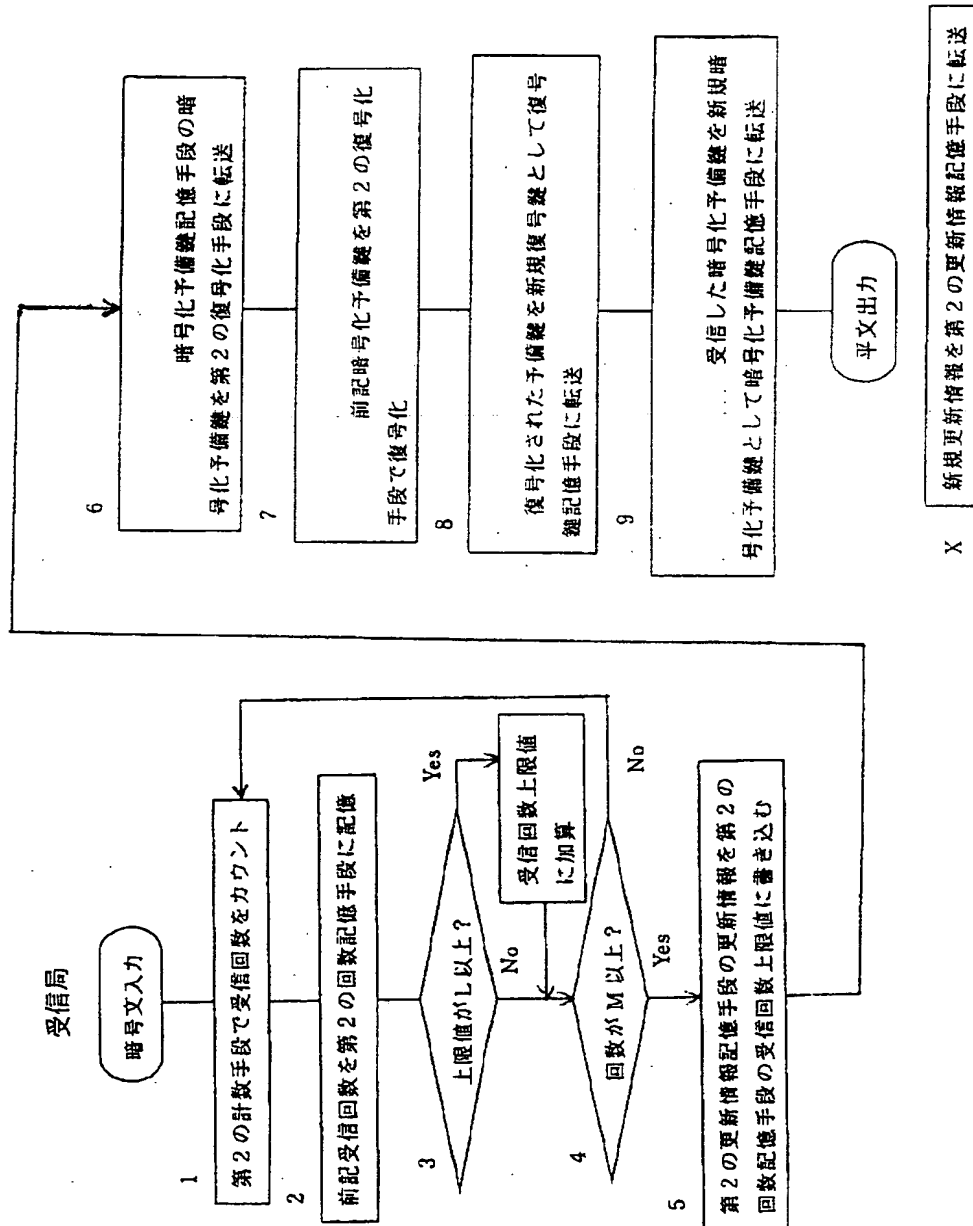 受信局
暗号文入力
1
第2の計数手段で受信回数をカウント
2
前記受信回数を第2の回数記憶手段に記憶
3
上限値がL以上?
Yes
受信回数上限値
に加算
No
4
回数がM以上?
No
Yes
5
第2の更新情報記憶手段の更新情報を第2の
回数記憶手段の受信回数上限値に書き込む
6
暗号化予備鍵記憶手段の暗
号化予備鍵を第2の復号化手段に転送
7
前記暗号化予備鍵を第2の復号化
手段で復号化
8
復号化された予備鍵を新規復号鍵として復号
鍵記憶手段に転送
9
受信した暗号化予備鍵を新規暗
号化予備鍵として暗号化予備鍵記憶手段に転送
平文出力
X
新規更新情報を第2の更新情報記憶手段に転送